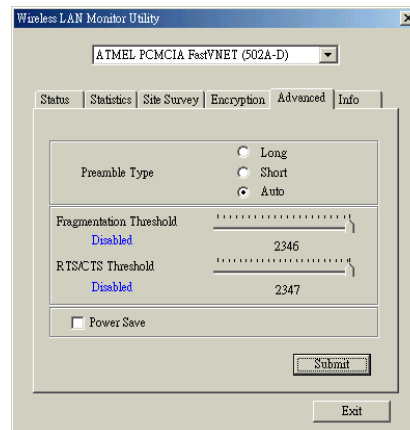 Wireless LAN Monitor Utility
ATMEL PCMCIA FastVNET (502A-D)
Status Statistics Site Survey Encryption Advanced Info
Preamble Type
Long
Short
Auto
Fragmentation Threshold
Disabled
2346
RTS/CTS Threshold
Disabled
2347
Power Save
Submit
Exit